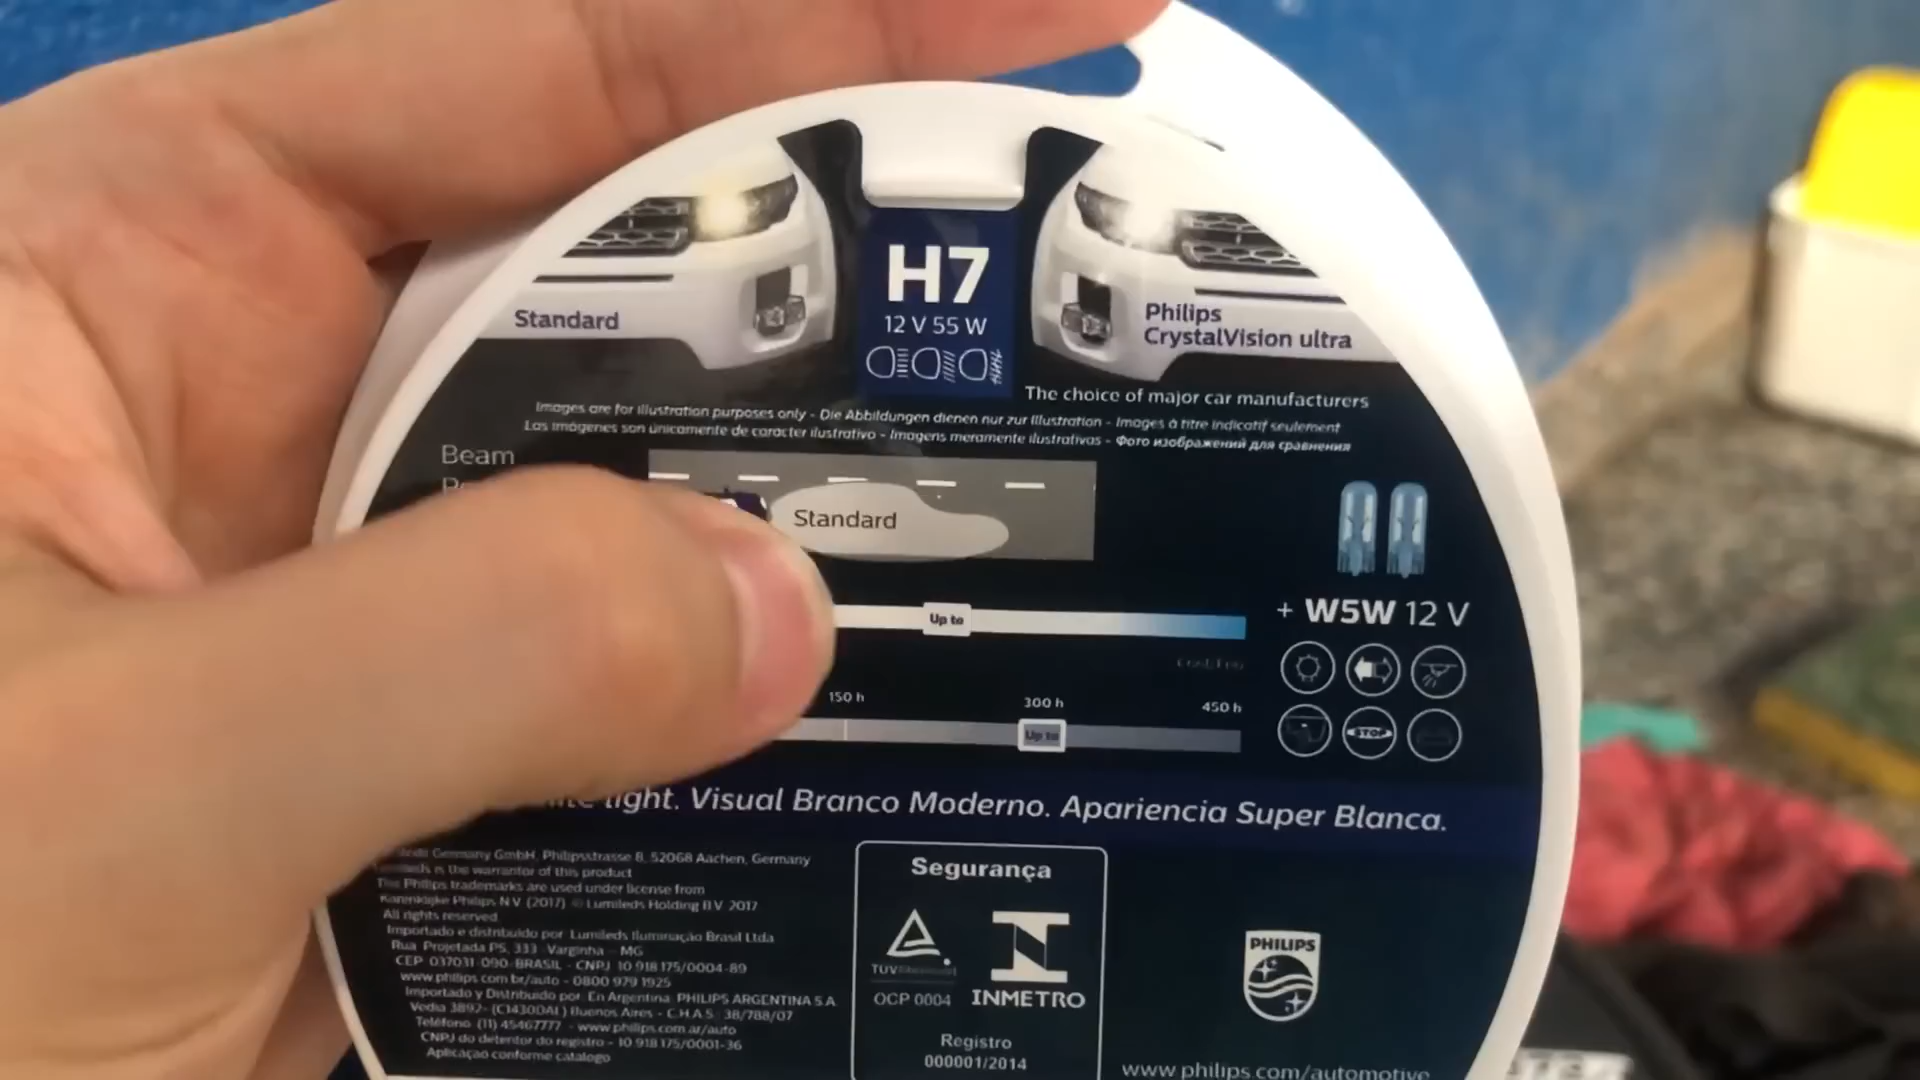 H7
12 V 55 W
Standard
Philips
CrystalVision ultra
The choice of major car manufacturers
Images are for illustration purposes only - Die Abbildungen dienen nur zur Illustration - Images à titre indicatif seulement
Las imágenes son únicamente de caracter ilustrativo - Imagens meramente ilustrativas - Фото изображений для сравнения
Beam
Standard
Up to
+ W5W 12 V
150 h
300 h
450 h
Up to
STOP
light. Visual Branco Moderno. Apariencia Super Blanca.
Germany GmbH, Philipsstrasse 8, 52068 Aachen, Germany
is the warrantor of this product
The Philips trademarks are used under license from
Koninklijke Philips N.V. (2017) © Lumileds Holding B.V. 2017
All rights reserved
Importado e distribuido por: Lumileds Iluminação Brasil Ltda
Rua Projetada PS, 333 Varginha - MG
CEP 037031-090-BRASIL - CNPJ 10 918 175/0004-89
www.philips.com.br/auto - 0800 979 1925
Importado y Distribuido por: En Argentina: PHILIPS ARGENTINA S.A
Vedia 3892- (C1430DAL) Buenos Aires - C.H.A.S.: 38/788/07
Teléfono: (11) 45467777 - www.philips.com.ar/auto
CNPJ do detentor do registro - 10 918 175/0001-36
Aplicaçao conforme catalogo
Segurança
TÜV
OCP 0004
INMETRO
Registro
000001/2014
PHILIPS
www.philips.com/automotive